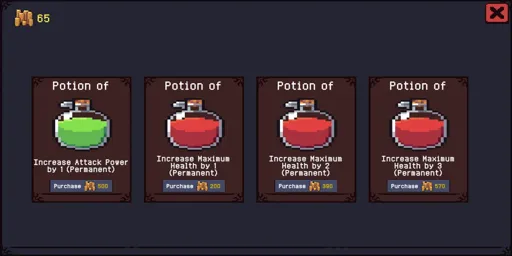 65
Potion of
Increase Attack Power
by 1 (Permanent)
Purchase 500
Potion of
Increase Maximum
Health by 1
(Permanent)
Purchase 200
Potion of
Increase Maximum
Health by 2
(Permanent)
Purchase 390
Potion of
Increase Maximum
Health by 3
(Permanent)
Purchase 570